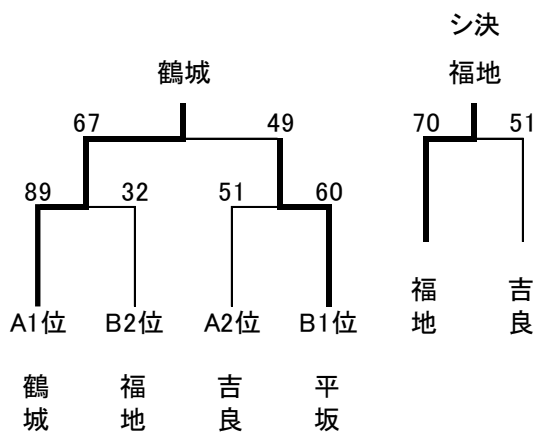 シ決
鶴城
福地
67 49
70 51
89 32 51 60
A1位 B2位 A2位 B1位
鶴城
福地
吉良
平坂
福地
吉良